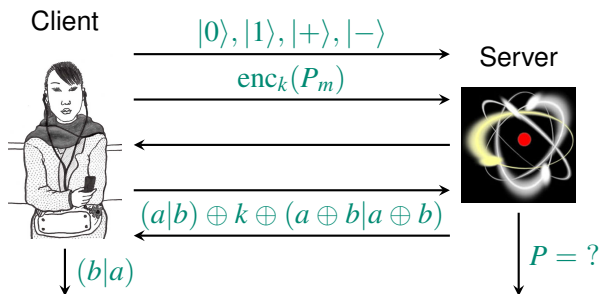 Client
|0⟩, |1⟩, |+⟩, |−⟩
Server
enc_k(P_m)
(a|b) ⊕ k ⊕ (a ⊕ b|a ⊕ b)
(b|a)
P = ?